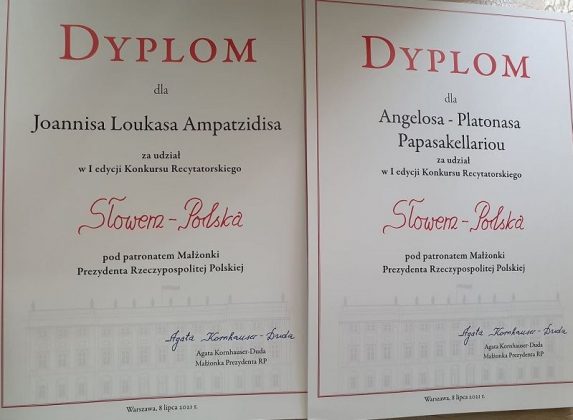 DYPLOM
dla
Joannisa Loukasa Ampatzidisa
za udział
w I edycji Konkursu Recytatorskiego
Słowem-Polska
pod patronatem Małżonki
Prezydenta Rzeczypospolitej Polskiej
Agata Kornhauser-Duda
Agata Kornhauser-Duda
Małżonka Prezydenta RP
Warszawa, 8 lipca 2021 r.
DYPLOM
dla
Angelosa - Platonasa
Papasakellariou
za udział
w I edycji Konkursu Recytatorskiego
Słowem-Polska
pod patronatem Małżonki
Prezydenta Rzeczypospolitej Polskiej
Agata Kornhauser-Duda
Agata Kornhauser-Duda
Małżonka Prezydenta RP
Warszawa, 8 lipca 2021 r.